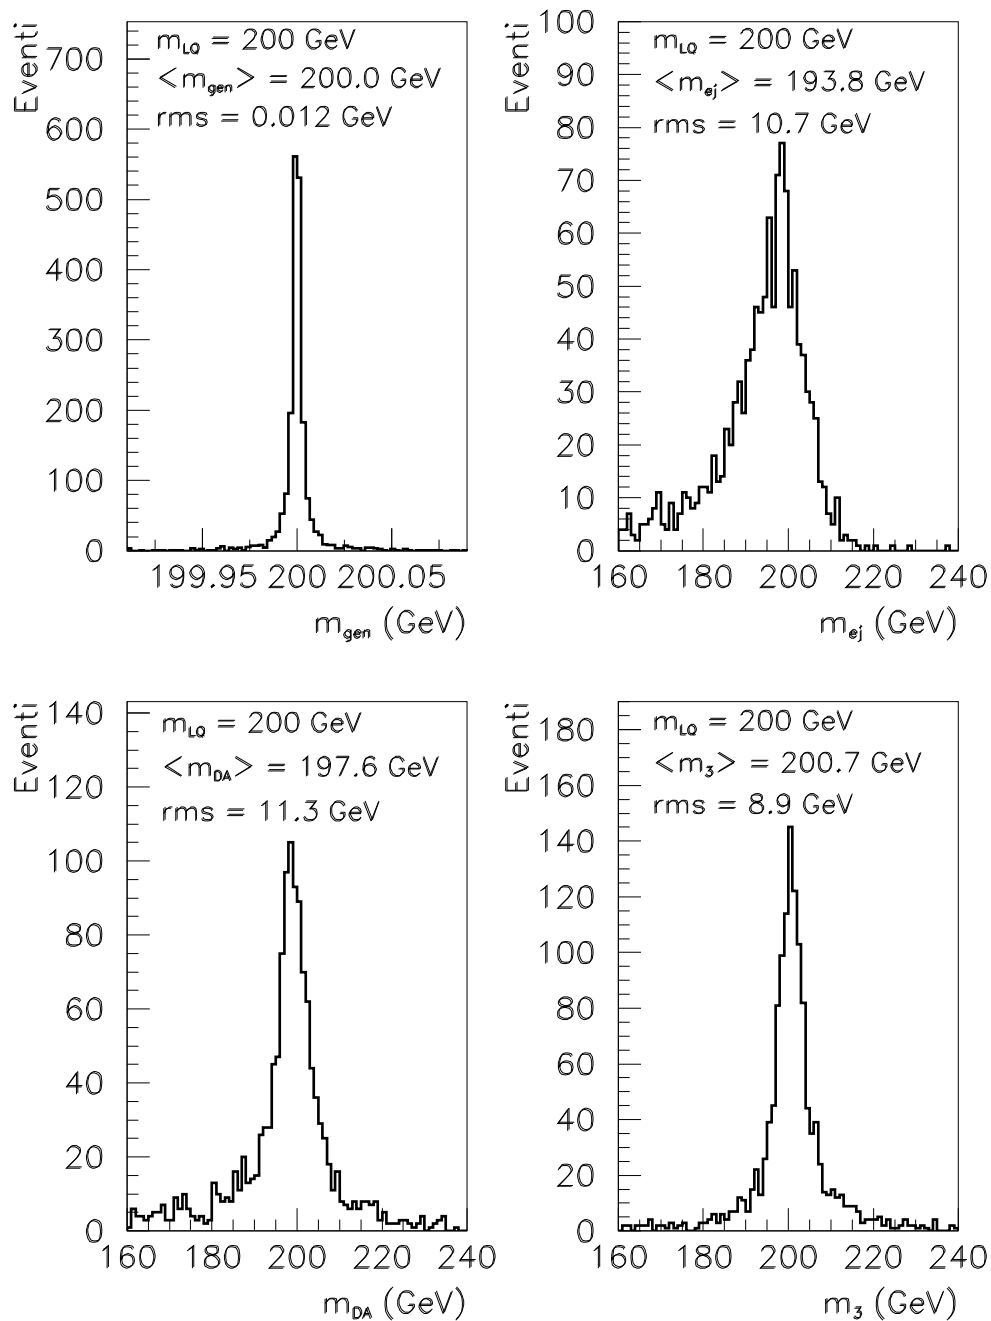 Eventi
m_LQ = 200 GeV
<m_gen> = 200.0 GeV
rms = 0.012 GeV
700
600
500
400
300
200
100
0
199.95 200 200.05
m_gen (GeV)
Eventi
m_LQ = 200 GeV
<m_ej> = 193.8 GeV
rms = 10.7 GeV
100
90
80
70
60
50
40
30
20
10
0
160 180 200 220 240
m_ej (GeV)
Eventi
m_LQ = 200 GeV
<m_DA> = 197.6 GeV
rms = 11.3 GeV
140
120
100
80
60
40
20
0
160 180 200 220 240
m_DA (GeV)
Eventi
m_LQ = 200 GeV
<m_3> = 200.7 GeV
rms = 8.9 GeV
180
160
140
120
100
80
60
40
20
0
160 180 200 220 240
m_3 (GeV)